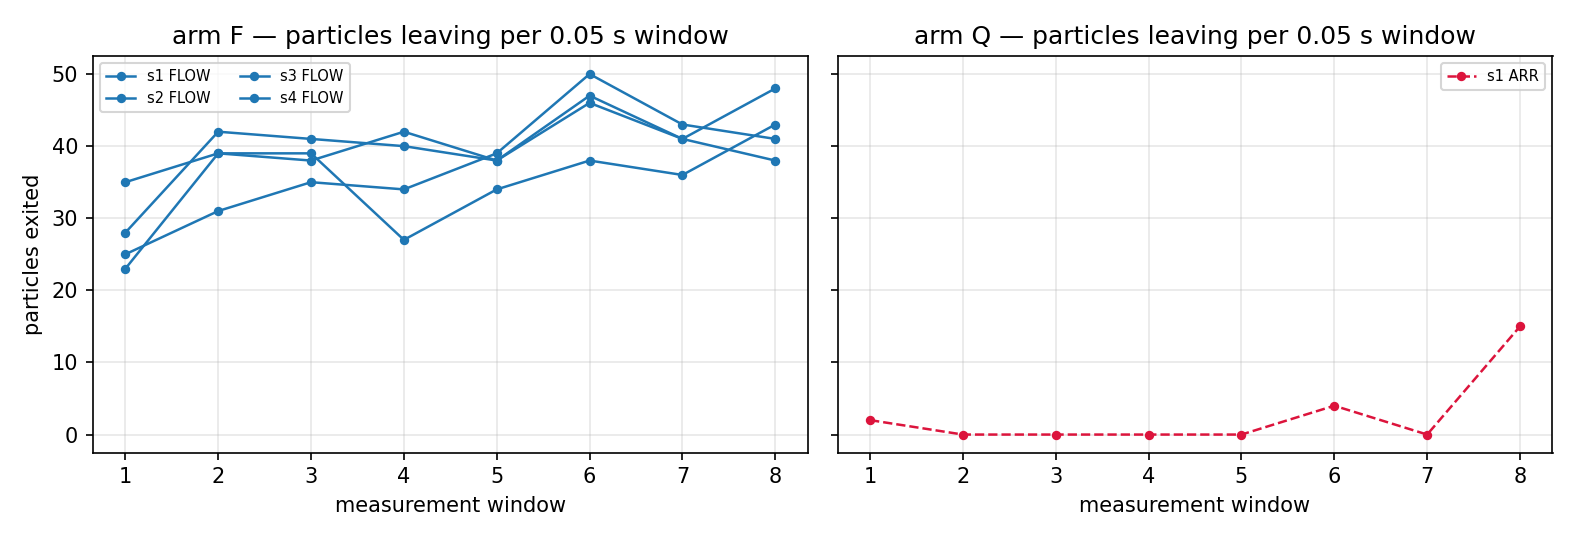 arm F — particles leaving per 0.05 s window
arm Q — particles leaving per 0.05 s window
s1 FLOW
s2 FLOW
s3 FLOW
s4 FLOW
s1 ARR
particles exited
50
40
30
20
10
0
1 2 3 4 5 6 7 8
1 2 3 4 5 6 7 8
measurement window
measurement window